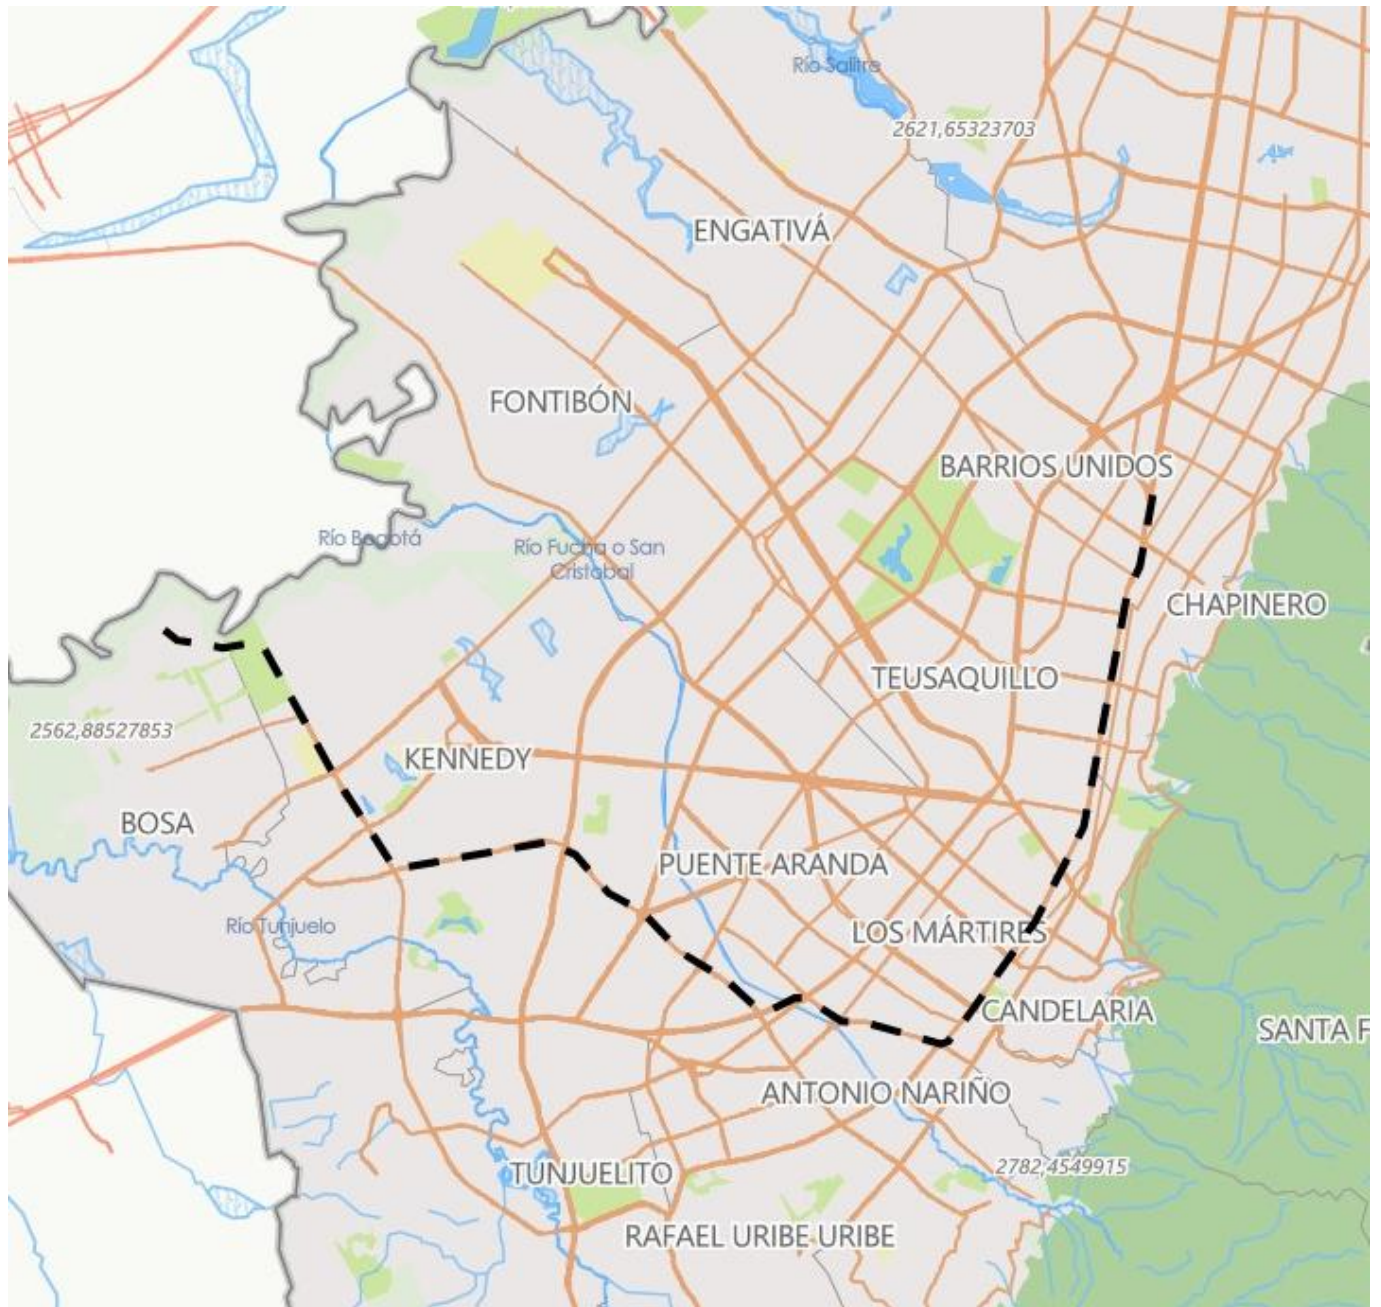 Río Salitre
2621,65323703
ENGATIVÁ
FONTIBÓN
BARRIOS UNIDOS
Río Bogotá
Río Fucha o San
Cristobal
CHAPINERO
TEUSAQUILLO
2562,88527853
KENNEDY
BOSA
PUENTE ARANDA
Río Tunjuelo
LOS MÁRTIRES
CANDELARIA
SANTA F
ANTONIO NARIÑO
2782,4549915
TUNJUELITO
RAFAEL URIBE URIBE